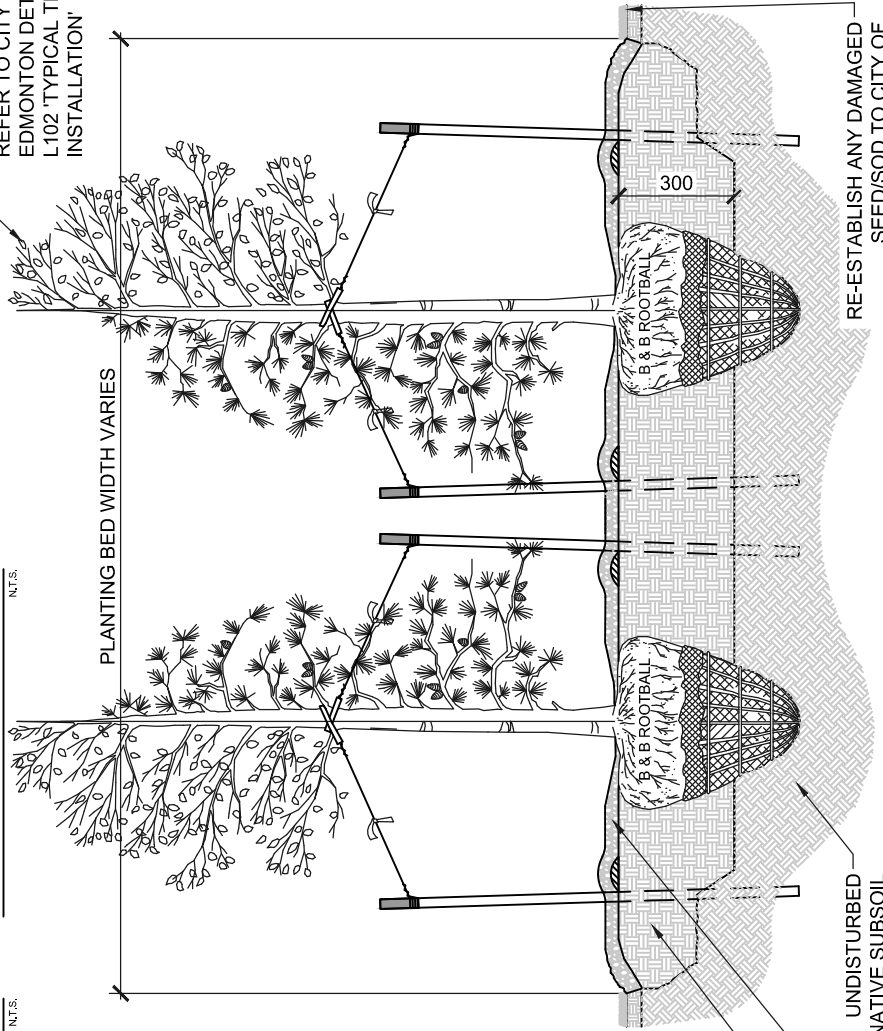 REFER TO CITY
EDMONTON DET
L102 'TYPICAL T
INSTALLATION'
PLANTING BED WIDTH VARIES
N.T.S.
N.T.S.
300
B & B ROOTBALL
B & B ROOTBALL
RE-ESTABLISH ANY DAMAGED
SEED/SOD TO CITY OF
UNDISTURBED
NATIVE SUBSOIL